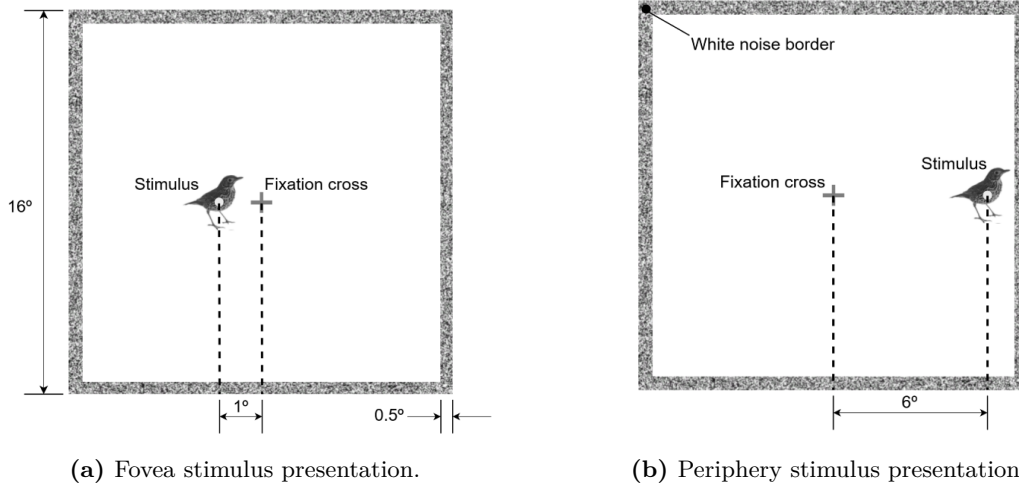 White noise border
Stimulus
Fixation cross
16º
Stimulus
Fixation cross
1º
0.5º
6º
(a) Fovea stimulus presentation.
(b) Periphery stimulus presentation